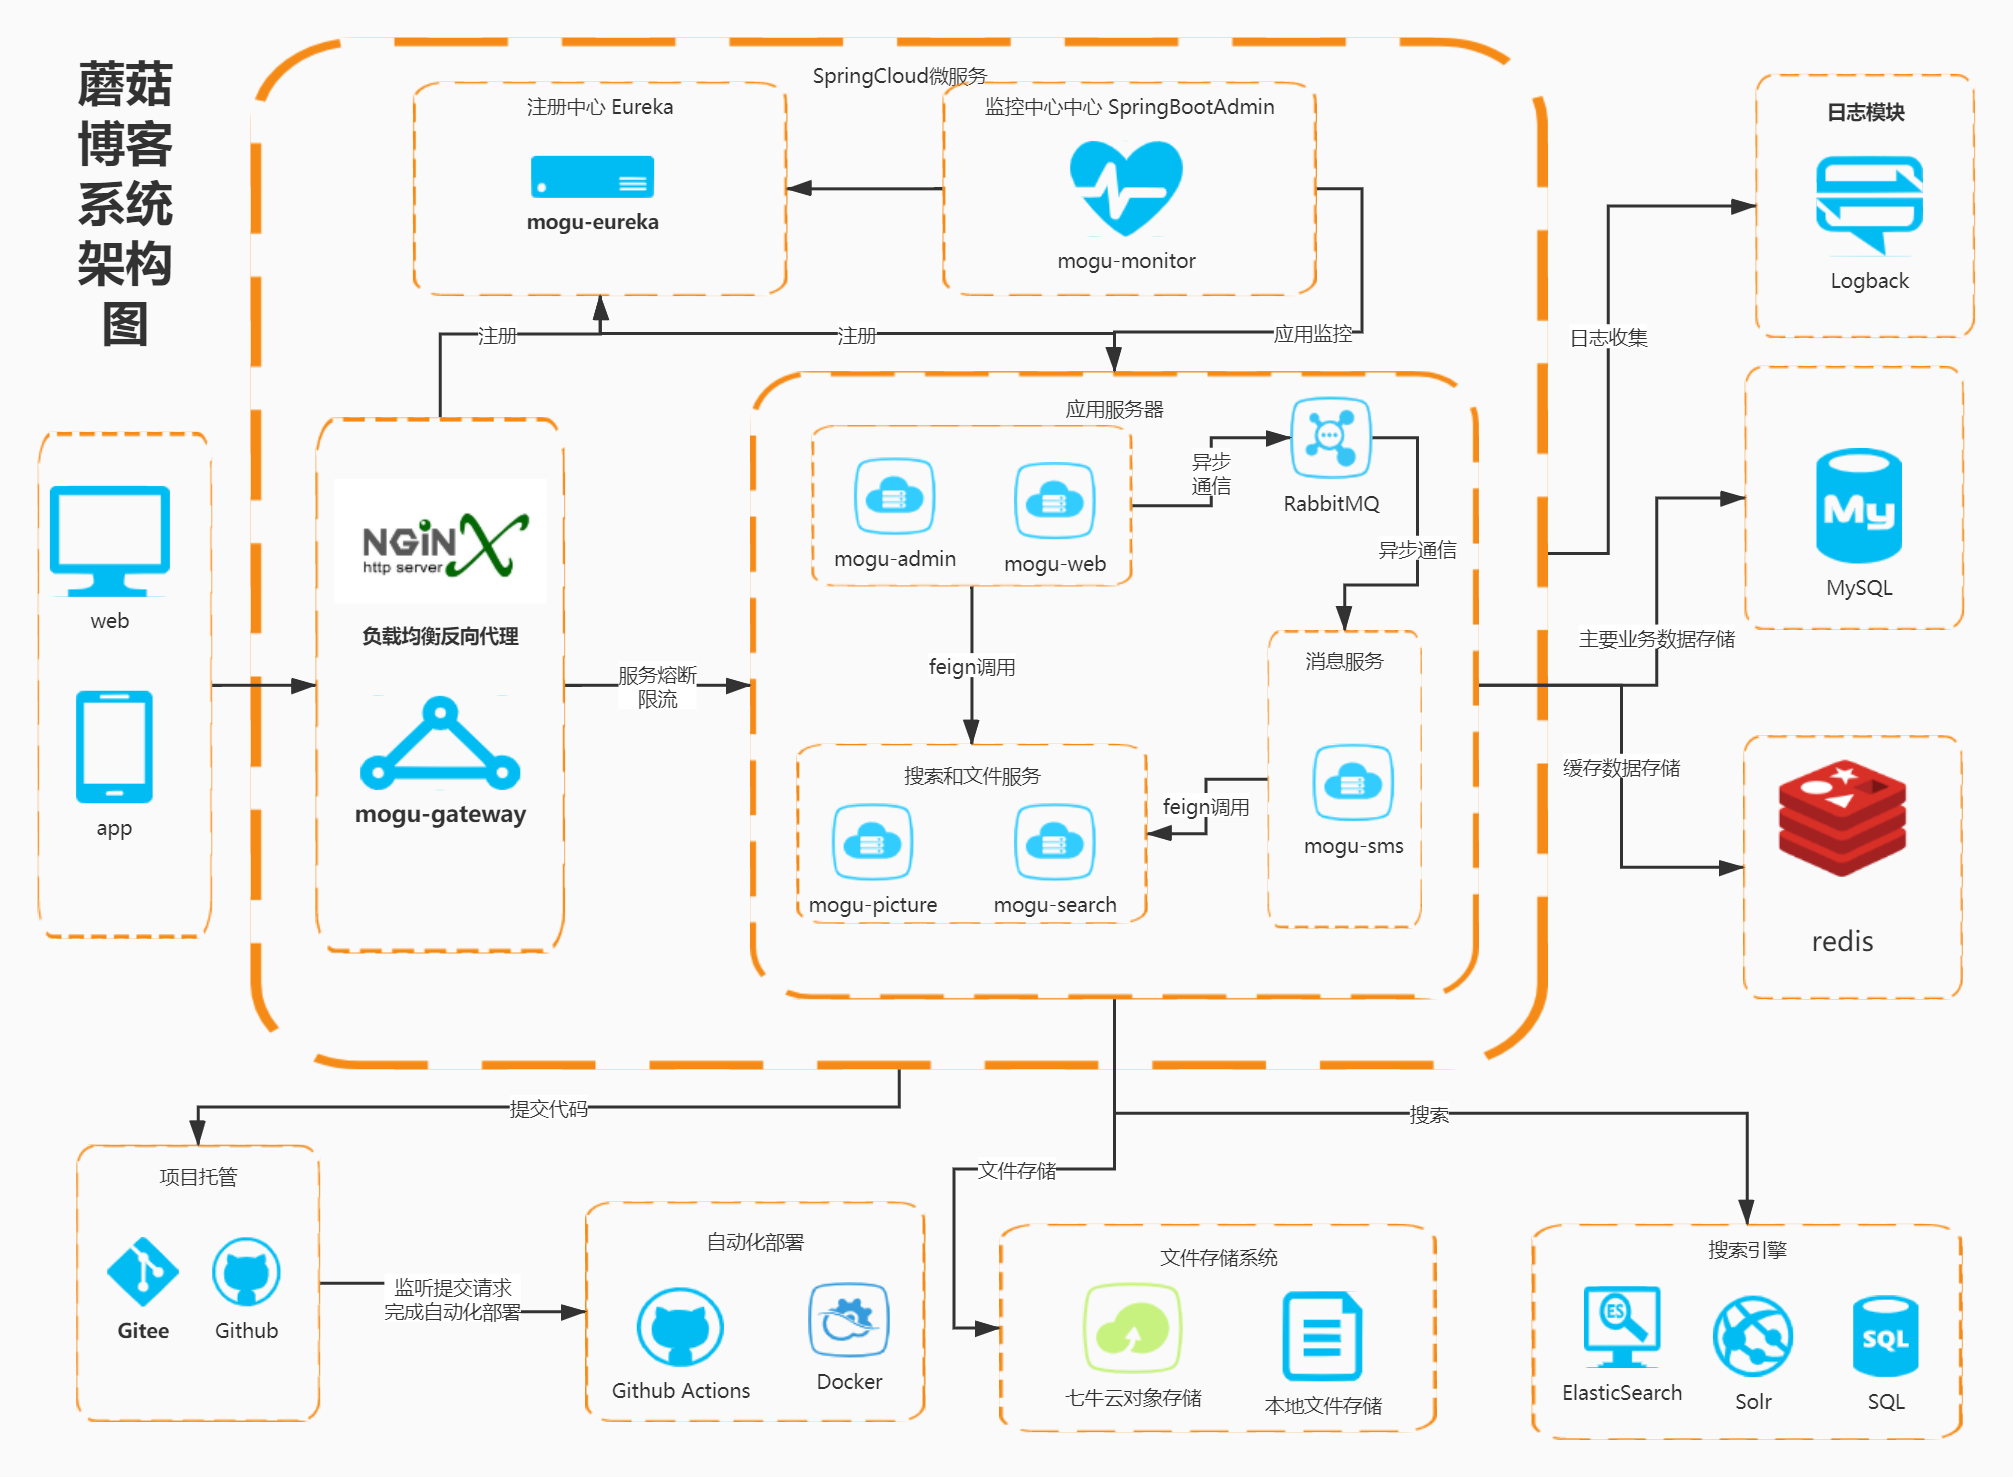 蘑菇
博客
系统
架构
图
SpringCloud微服务
注册中心 Eureka
mogu-eureka
监控中心中心 SpringBootAdmin
mogu-monitor
注册
注册
应用监控
日志模块
Logback
日志收集
web
app
NGiNX
http server
负载均衡反向代理
mogu-gateway
服务熔断
限流
应用服务器
mogu-admin
mogu-web
异步
通信
RabbitMQ
异步通信
feign调用
消息服务
mogu-sms
feign调用
搜索和文件服务
mogu-picture
mogu-search
My
MySQL
主要业务数据存储
缓存数据存储
redis
提交代码
搜索
文件存储
项目托管
Gitee
Github
监听提交请求
完成自动化部署
自动化部署
Github Actions
Docker
文件存储系统
七牛云对象存储
本地文件存储
搜索引擎
ES
ElasticSearch
Solr
SQL
SQL